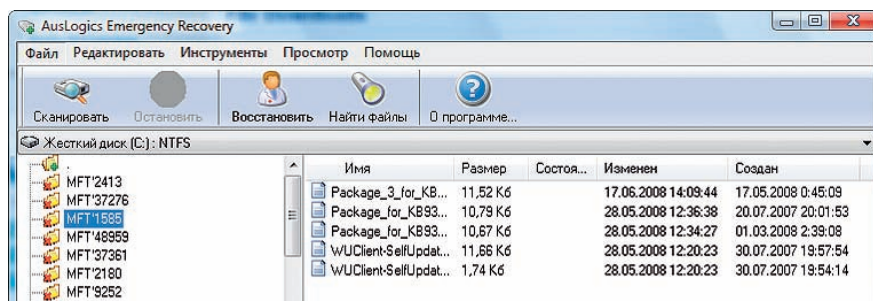 AusLogics Emergency Recovery
Файл Редактировать Инструменты Просмотр Помощь
Сканировать Остановить Восстановить Найти файлы О программе...
Жесткий диск (C:) : NTFS
.
MFT'2413
MFT'37276
MFT'1585
MFT'48959
MFT'37361
MFT'2180
MFT'9252
Имя Размер Состоя... Изменен Создан
Package_3_for_KB... 11,52 Кб 17.06.2008 14:09:44 17.05.2008 0:45:09
Package_for_KB93... 10,79 Кб 28.05.2008 12:36:38 20.07.2007 20:01:53
Package_for_KB93... 10,67 Кб 28.05.2008 12:34:27 01.03.2008 2:39:08
WUClient-SelfUpdat... 11,66 Кб 28.05.2008 12:20:23 30.07.2007 19:57:54
WUClient-SelfUpdat... 1,74 Кб 28.05.2008 12:20:23 30.07.2007 19:54:14